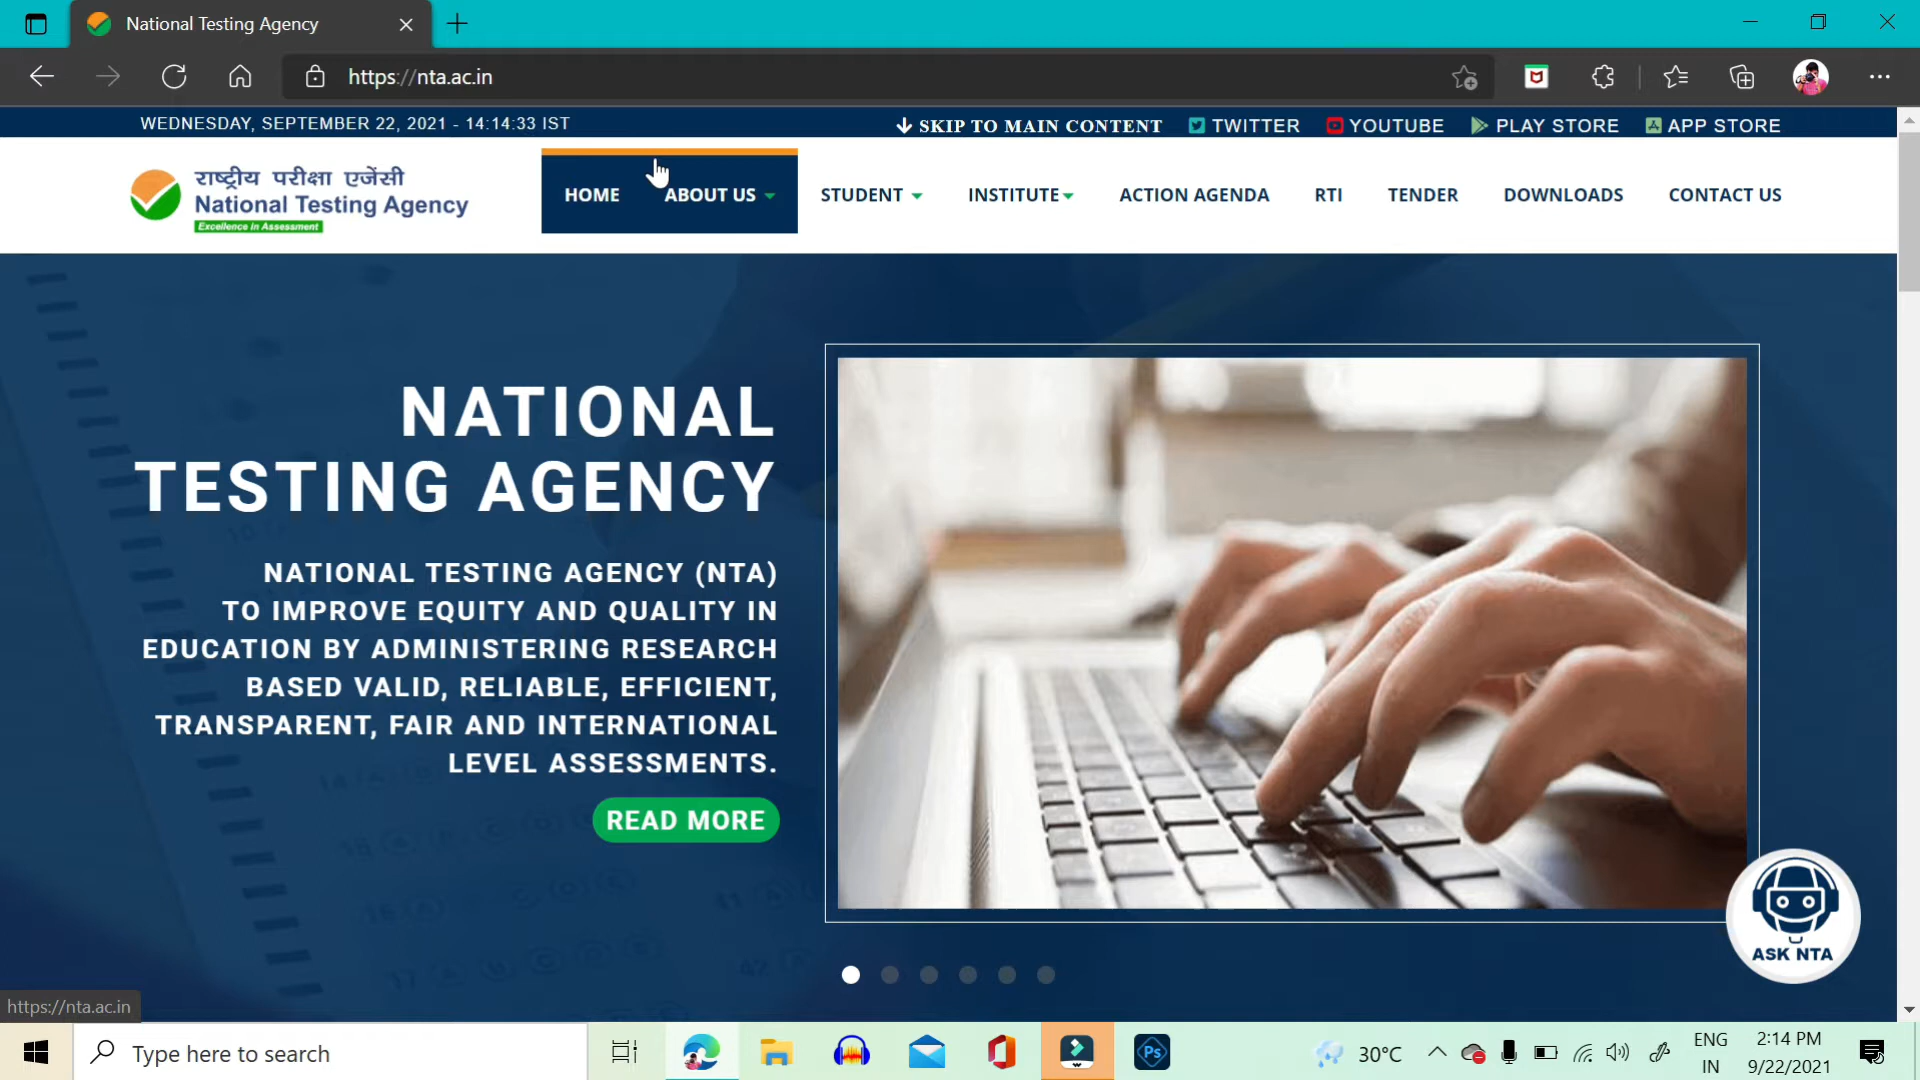 National Testing Agency
https://nta.ac.in
WEDNESDAY, SEPTEMBER 22, 2021 - 14:14:33 IST
SKIP TO MAIN CONTENT
TWITTER
YOUTUBE
PLAY STORE
APP STORE
राष्ट्रीय परीक्षा एजेंसी
National Testing Agency
Excellence in Assessment
HOME
ABOUT US
STUDENT
INSTITUTE
ACTION AGENDA
RTI
TENDER
DOWNLOADS
CONTACT US
NATIONAL
TESTING AGENCY
NATIONAL TESTING AGENCY (NTA)
TO IMPROVE EQUITY AND QUALITY IN
EDUCATION BY ADMINISTERING RESEARCH
BASED VALID, RELIABLE, EFFICIENT,
TRANSPARENT, FAIR AND INTERNATIONAL
LEVEL ASSESSMENTS.
READ MORE
ASK NTA
https://nta.ac.in
Type here to search
Ps
30°C
ENG
IN
2:14 PM
9/22/2021